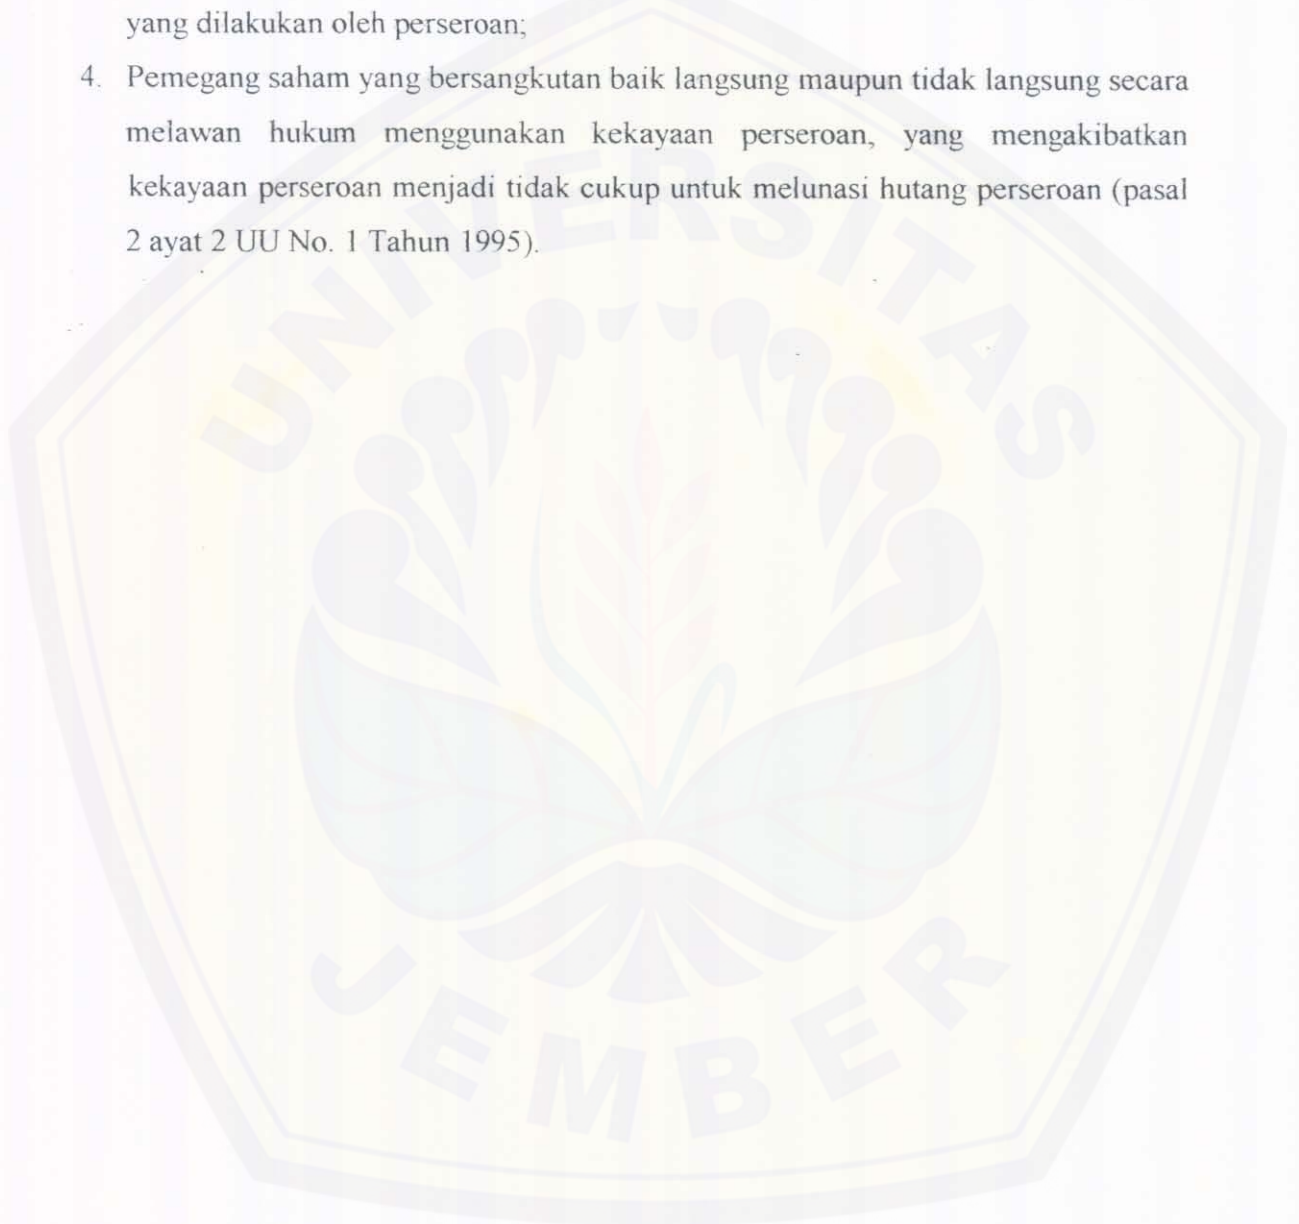 yang dilakukan oleh perseroan;
4. Pemegang saham yang bersangkutan baik langsung maupun tidak langsung secara
melawan hukum menggunakan kekayaan perseroan, yang mengakibatkan
kekayaan perseroan menjadi tidak cukup untuk melunasi hutang perseroan (pasal
2 ayat 2 UU No. 1 Tahun 1995).
UNIVERSITAS
JEMBER